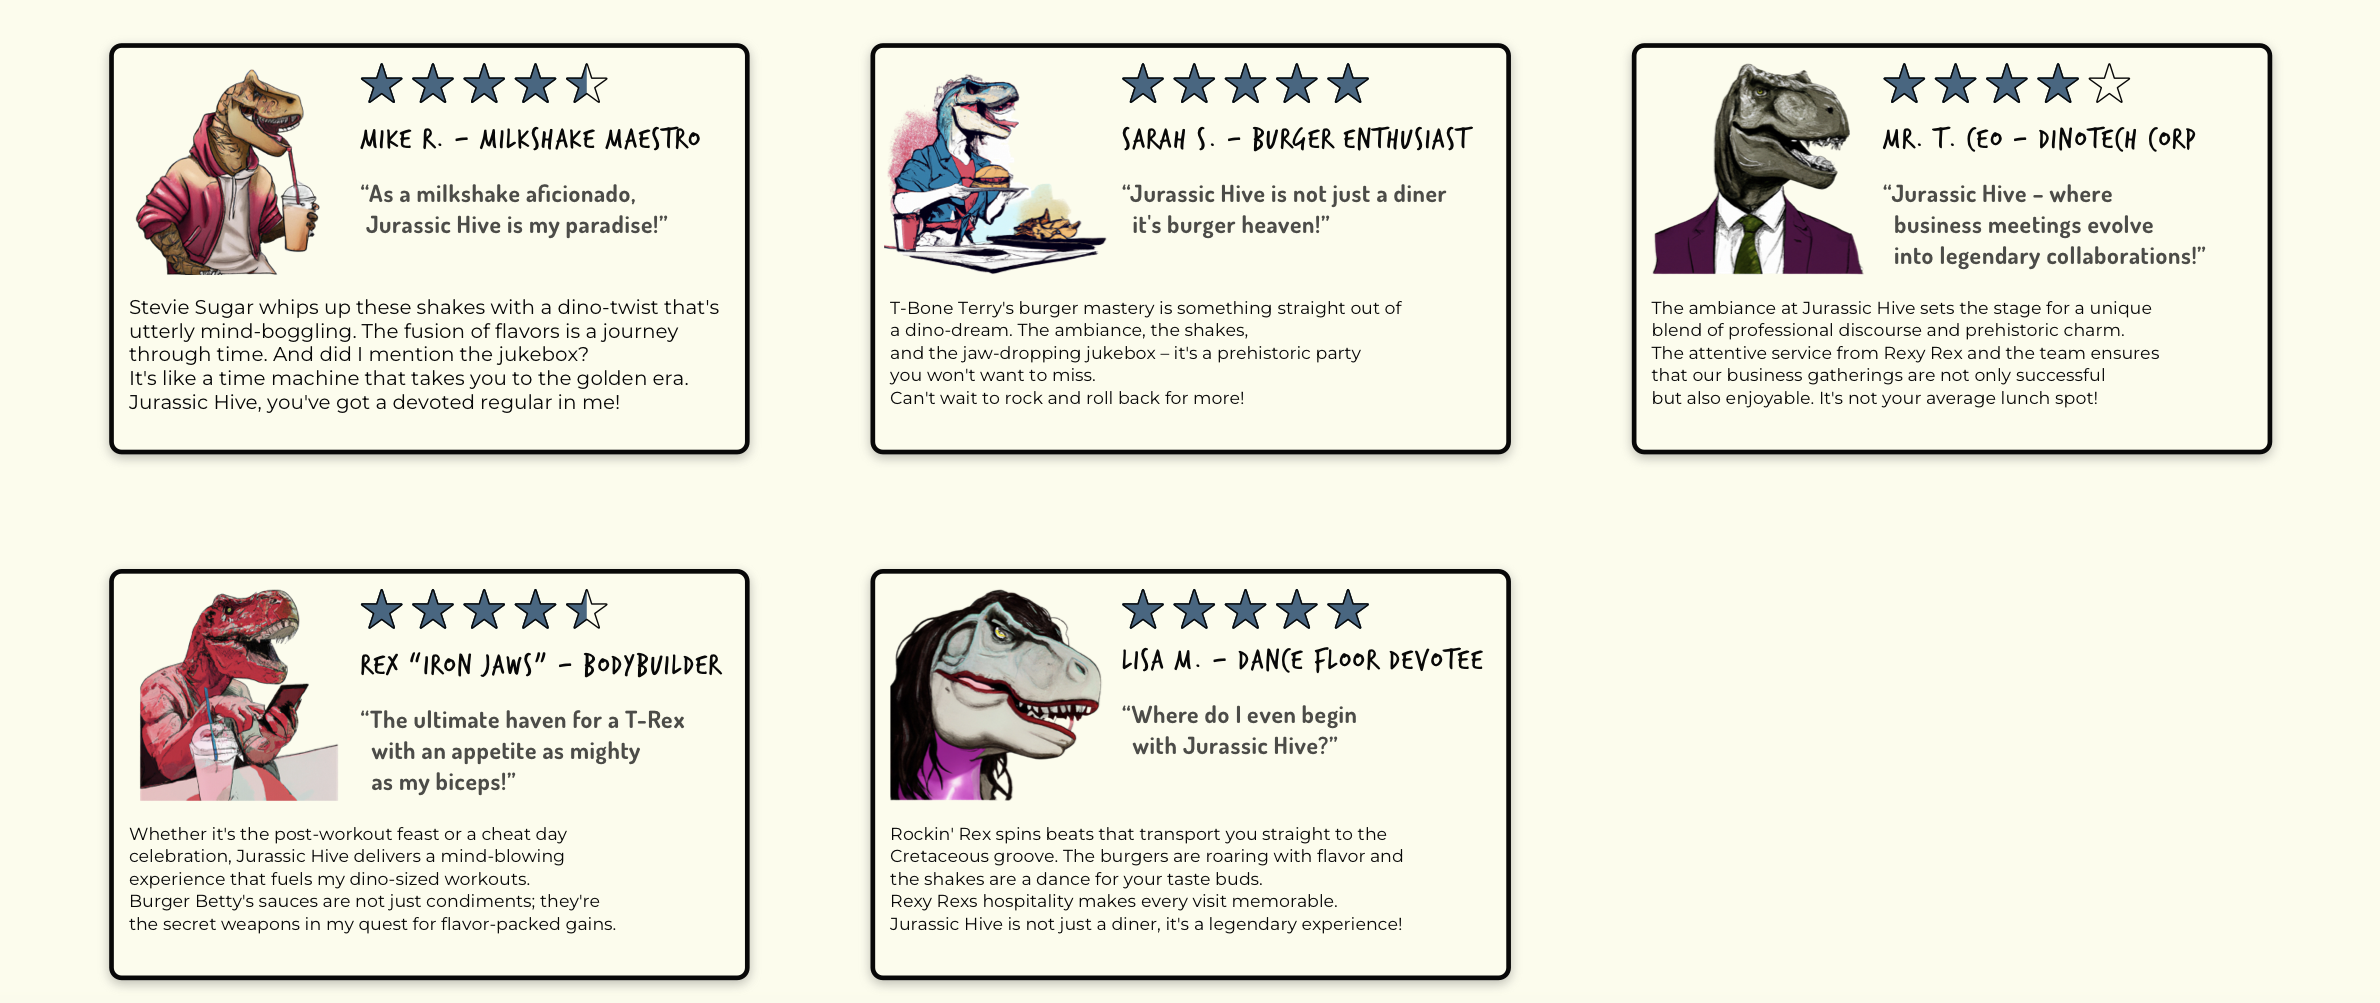 MIKE R. – MILKSHAKE MAESTRO
“As a milkshake aficionado,
Jurassic Hive is my paradise!”
Stevie Sugar whips up these shakes with a dino-twist that's
utterly mind-boggling. The fusion of flavors is a journey
through time. And did I mention the jukebox?
It's like a time machine that takes you to the golden era.
Jurassic Hive, you've got a devoted regular in me!
SARAH S. – BURGER ENTHUSIAST
“Jurassic Hive is not just a diner
it's burger heaven!”
T-Bone Terry's burger mastery is something straight out of
a dino-dream. The ambiance, the shakes,
and the jaw-dropping jukebox – it's a prehistoric party
you won't want to miss.
Can't wait to rock and roll back for more!
MR. T. CEO – DINOTECH CORP
“Jurassic Hive – where
business meetings evolve
into legendary collaborations!”
The ambiance at Jurassic Hive sets the stage for a unique
blend of professional discourse and prehistoric charm.
The attentive service from Rexy Rex and the team ensures
that our business gatherings are not only successful
but also enjoyable. It's not your average lunch spot!
REX “IRON JAWS” – BODYBUILDER
“The ultimate haven for a T-Rex
with an appetite as mighty
as my biceps!”
Whether it's the post-workout feast or a cheat day
celebration, Jurassic Hive delivers a mind-blowing
experience that fuels my dino-sized workouts.
Burger Betty's sauces are not just condiments; they're
the secret weapons in my quest for flavor-packed gains.
LISA M. – DANCE FLOOR DEVOTEE
“Where do I even begin
with Jurassic Hive?”
Rockin' Rex spins beats that transport you straight to the
Cretaceous groove. The burgers are roaring with flavor and
the shakes are a dance for your taste buds.
Rexy Rexs hospitality makes every visit memorable.
Jurassic Hive is not just a diner, it's a legendary experience!